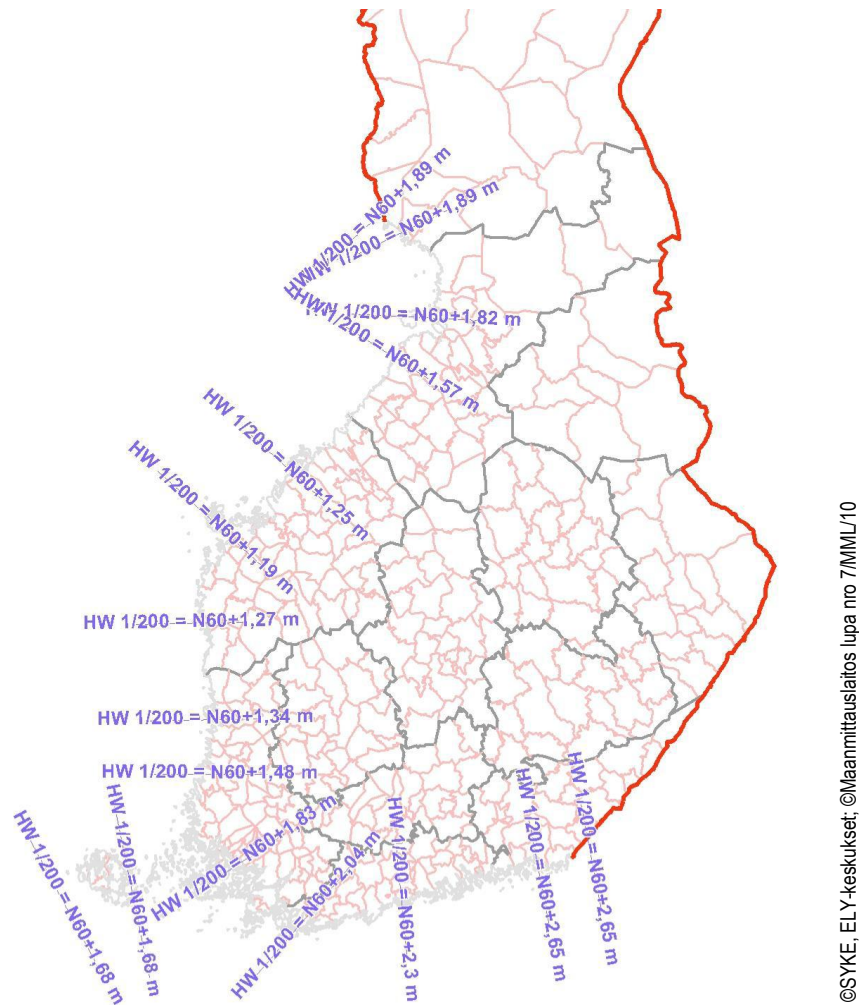 HW 1/200 = N60+1,89 m
HW 1/200 = N60+1,89 m
HW 1/200 = N60+1,82 m
HW 1/200 = N60+1,57 m
HW 1/200 = N60+1,25 m
HW 1/200 = N60+1,19 m
HW 1/200 = N60+1,27 m
HW 1/200 = N60+1,34 m
HW 1/200 = N60+1,48 m
HW 1/200 = N60+1,83 m
HW 1/200 = N60+1,68 m
HW 1/200 = N60+1,68 m
HW 1/200 = N60+2,04 m
HW 1/200 = N60+2,3 m
HW 1/200 = N60+2,65 m
HW 1/200 = N60+2,65 m
©SYKE, ELY-keskukset; ©Maanmittauslaitos lupa nro 7/MML/10